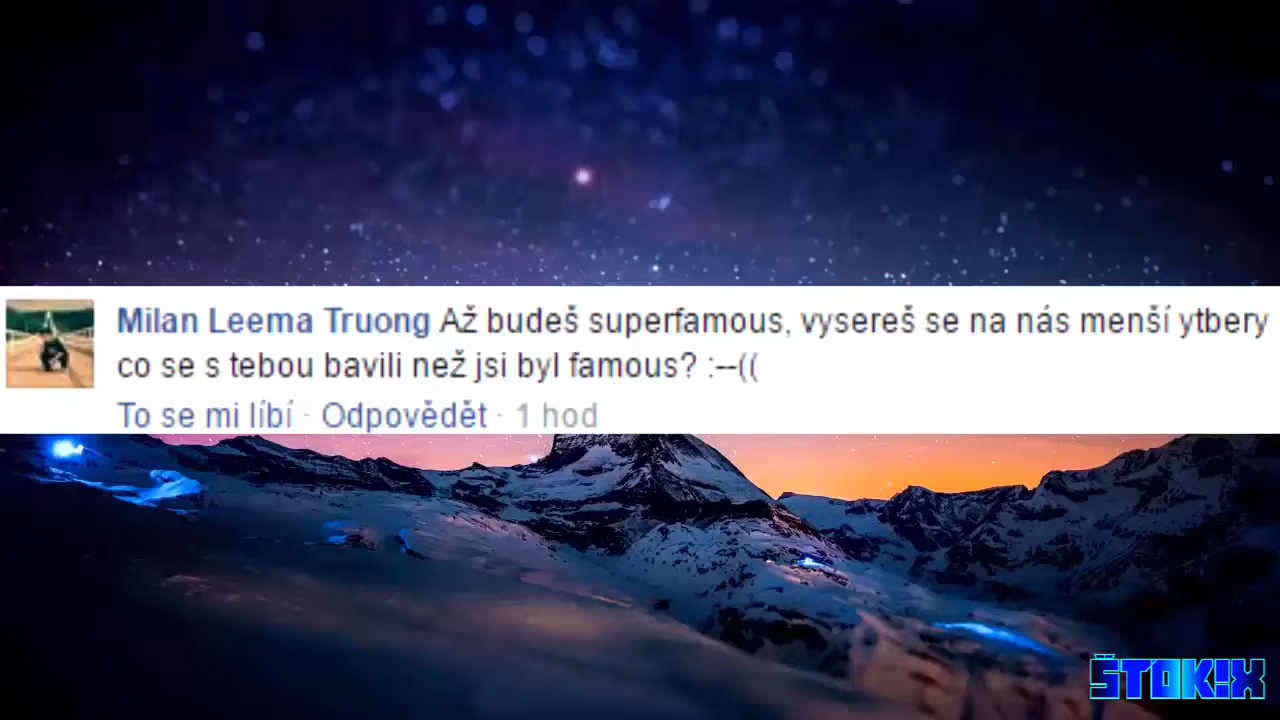 Milan Leema Truong Až budeš superfamous, vysereš se na nás menší ytbery
co se s tebou bavili než jsi byl famous? :--((
To se mi líbí · Odpovědět · 1 hod
ŠTOK!X